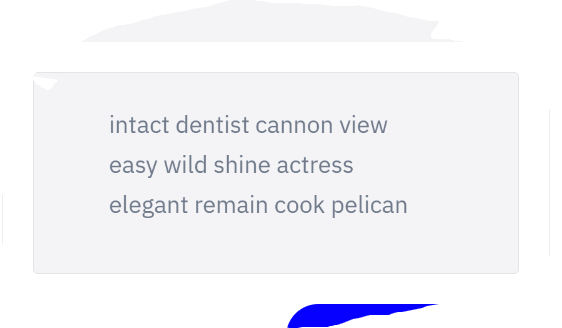 intact dentist cannon view
easy wild shine actress
elegant remain cook pelican